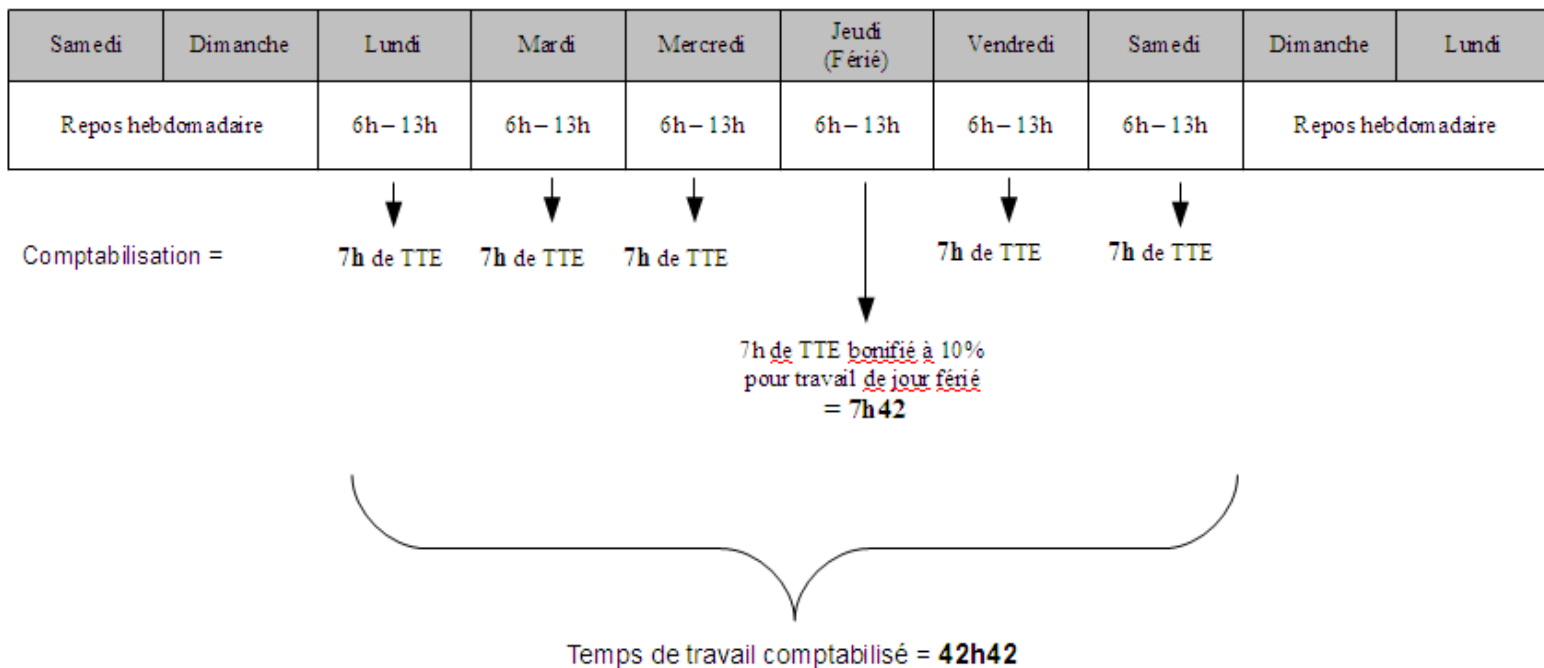 Samedi Dimanche Lundi Mardi Mercredi Jeudi (Férié) Vendredi Samedi Dimanche Lundi
Repos hebdomadaire 6h – 13h 6h – 13h 6h – 13h 6h – 13h 6h – 13h 6h – 13h Repos hebdomadaire
Comptabilisation = 7h de TTE 7h de TTE 7h de TTE 7h de TTE 7h de TTE
7h de TTE bonifié à 10%
pour travail de jour férié
= 7h42
Temps de travail comptabilisé = 42h42